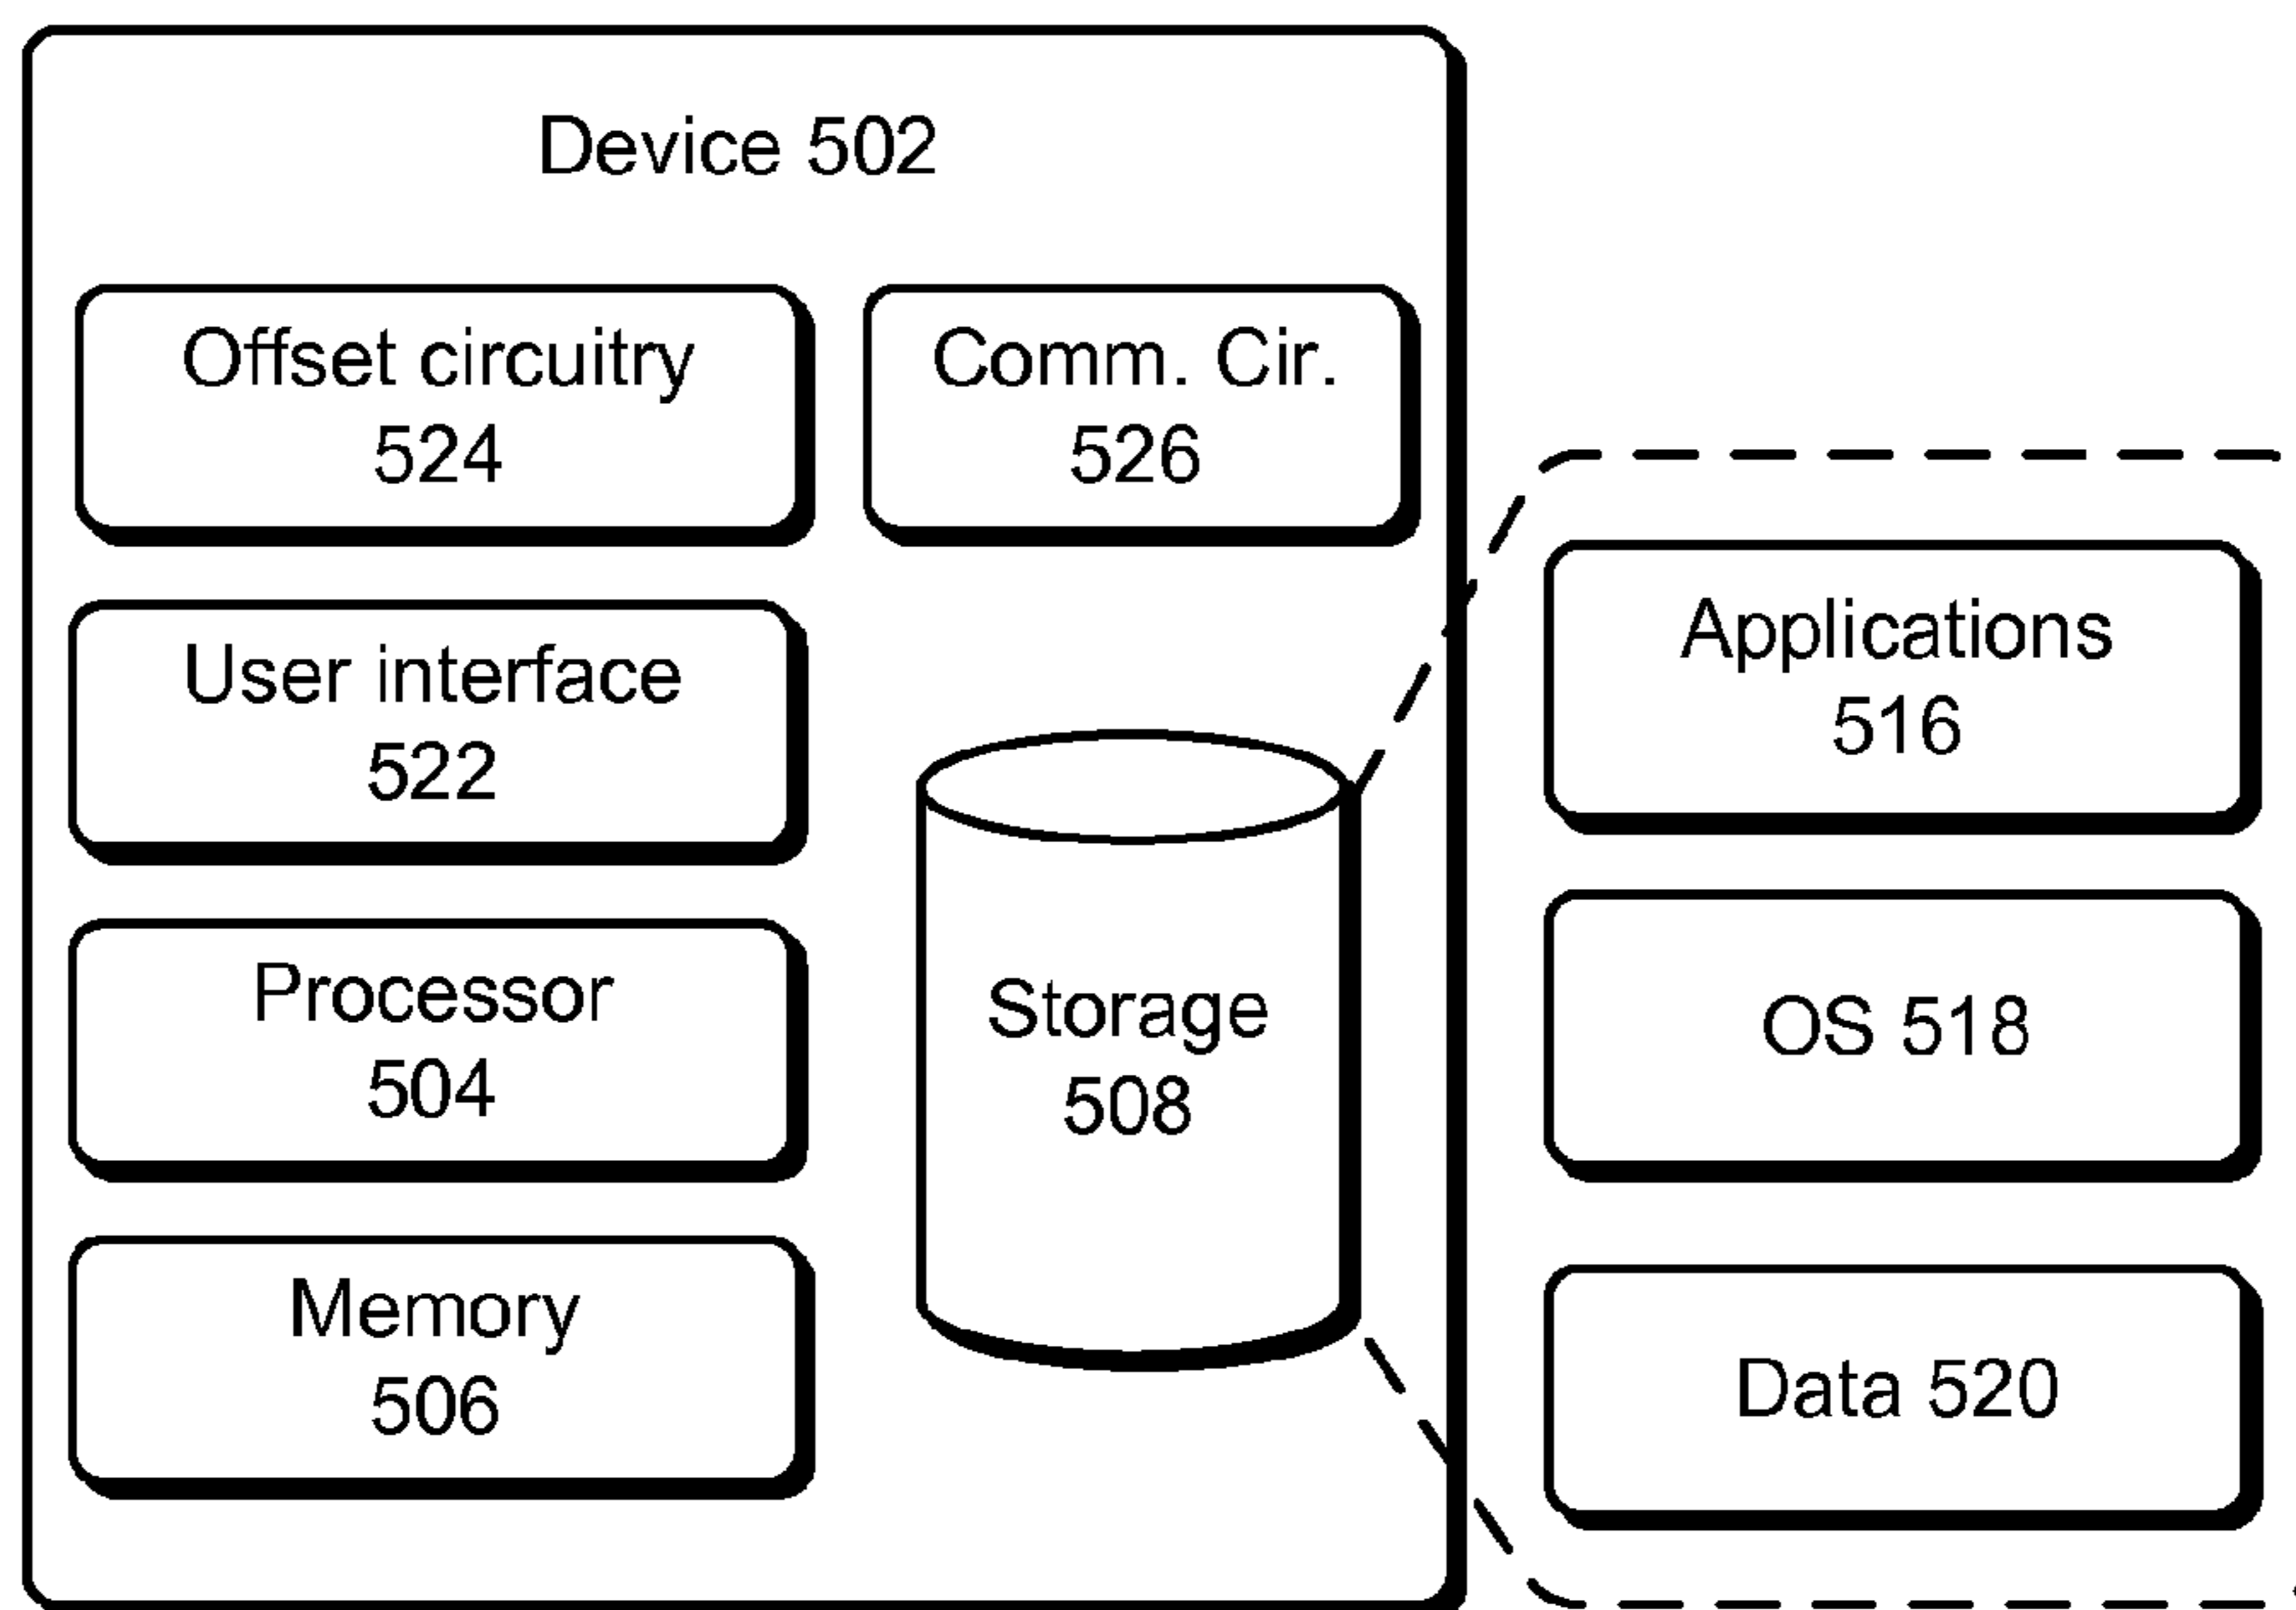 Device 502
Offset circuitry
524
Comm. Cir.
526
User interface
522
Processor
504
Memory
506
Storage
508
Applications
516
OS 518
Data 520